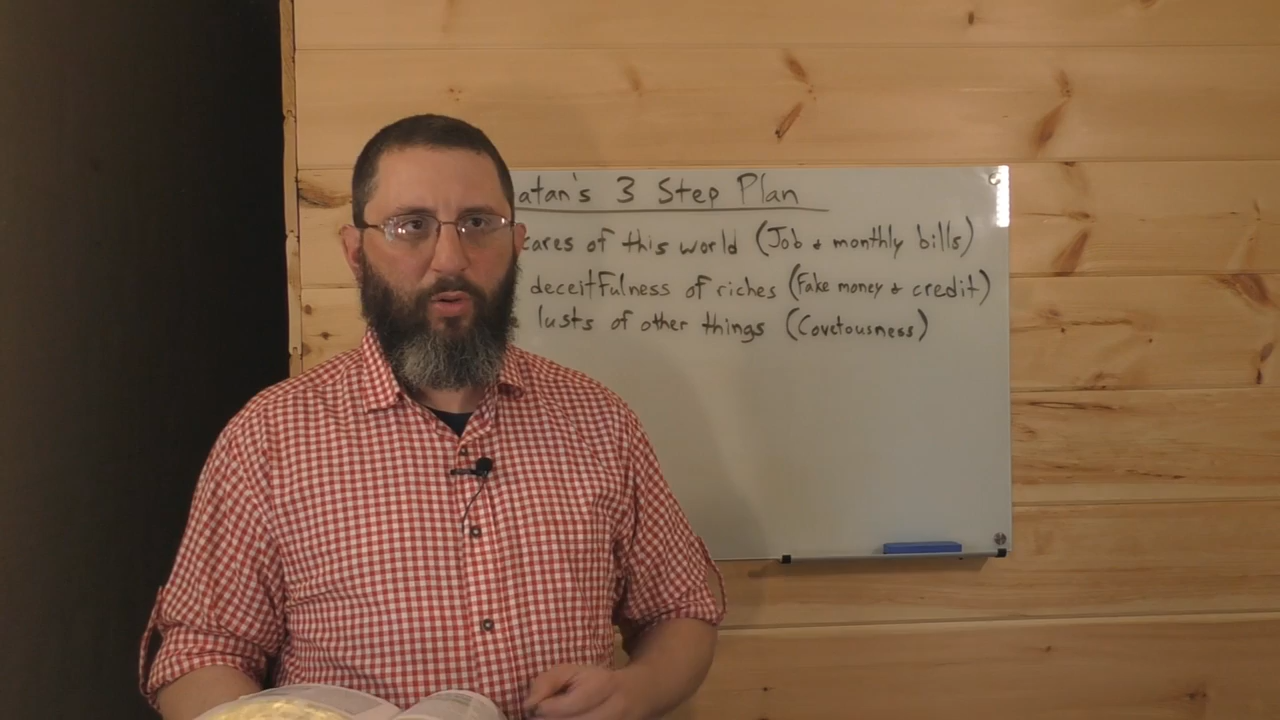 atan's 3 Step Plan
cares of this world (Job & monthly bills)
deceitfulness of riches (Fake money & credit)
e lusts of other things (Covetousness)